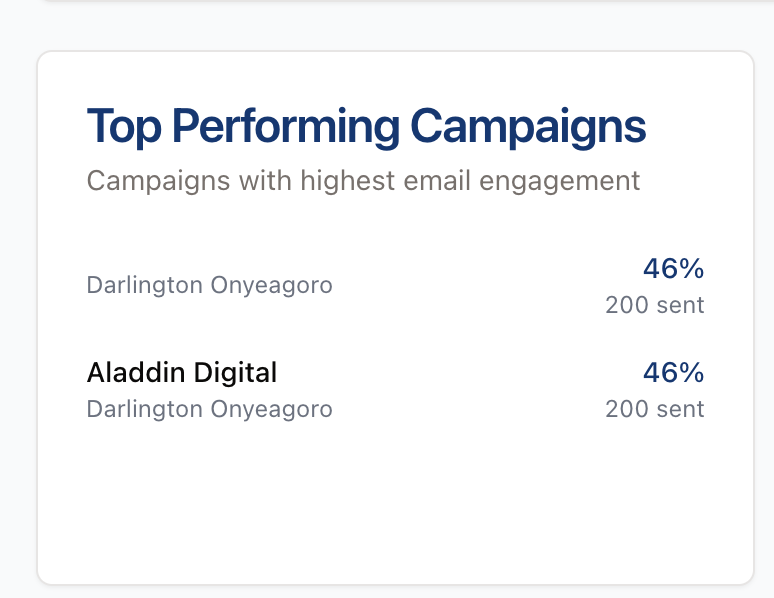 Top Performing Campaigns
Campaigns with highest email engagement
Darlington Onyeagoro
46%
200 sent
Aladdin Digital
46%
Darlington Onyeagoro
200 sent